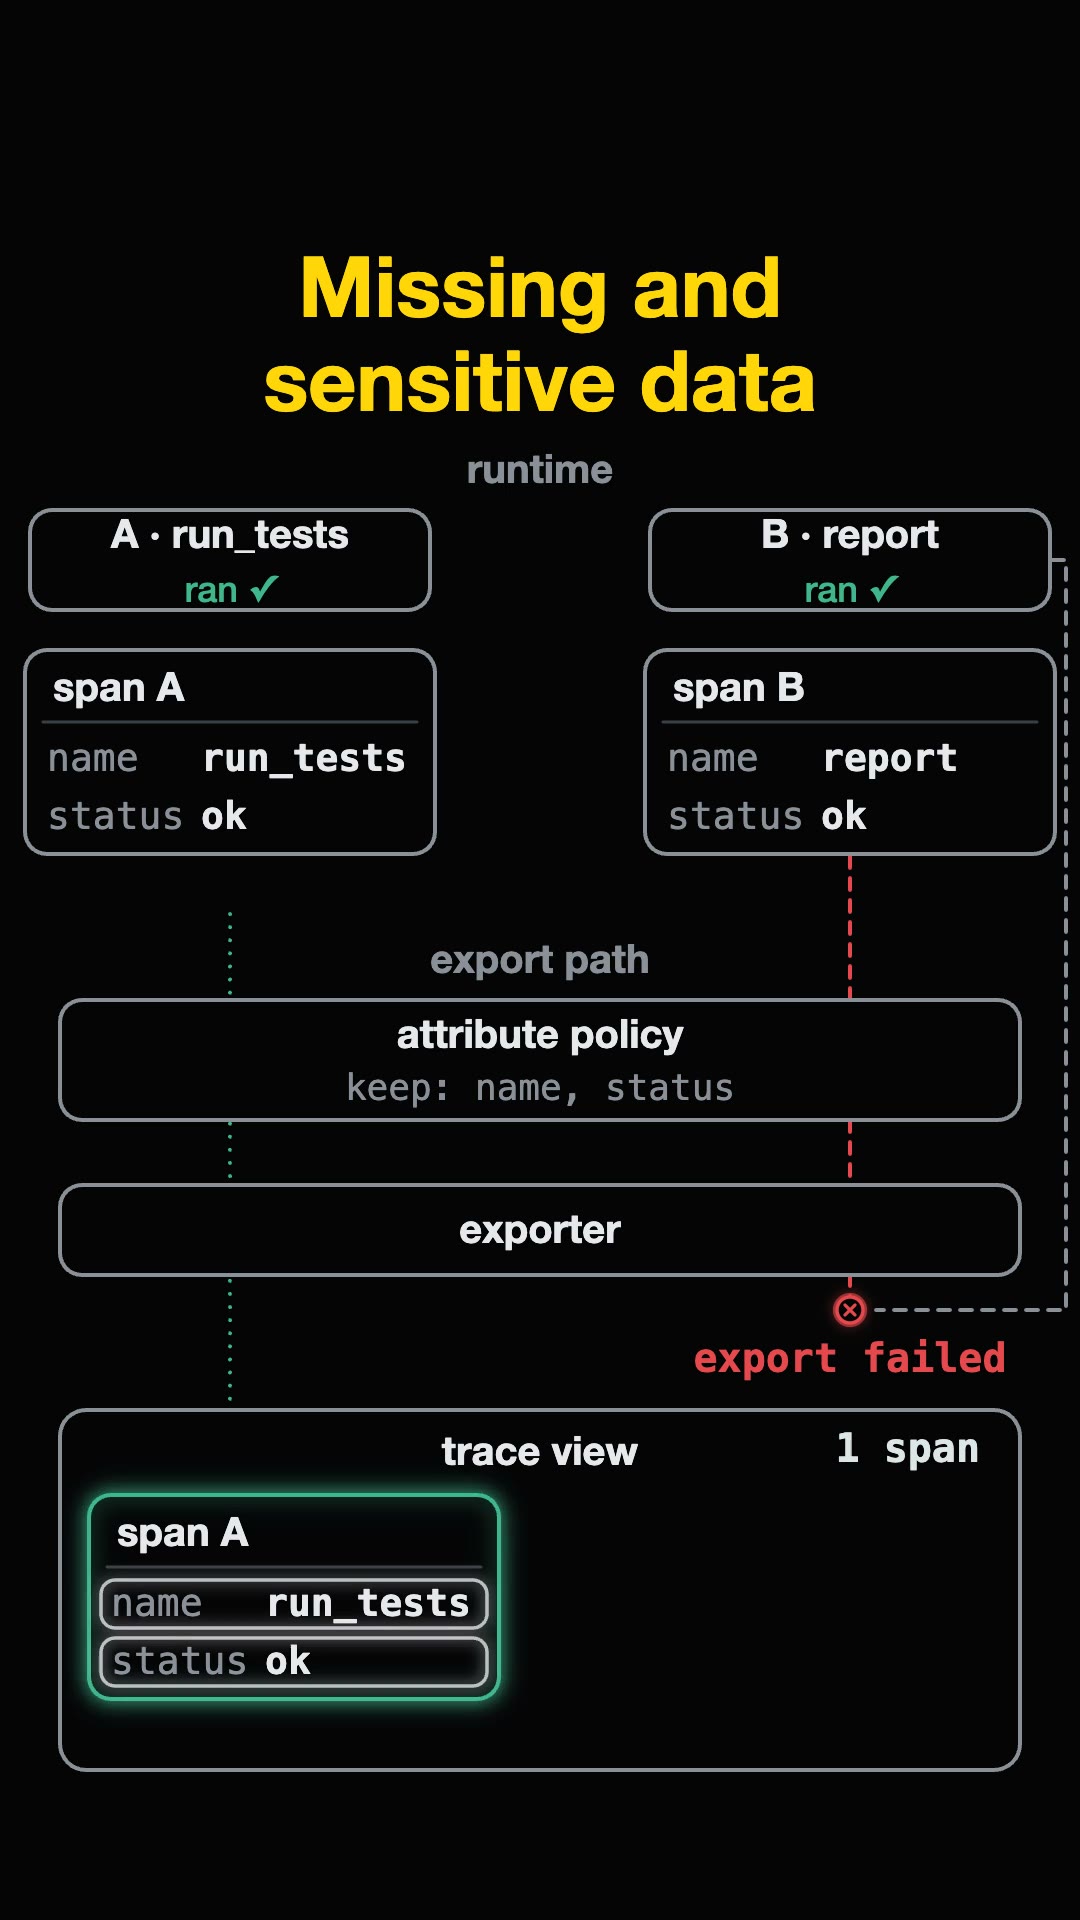 Missing and
sensitive data
runtime
A · run_tests
ran ✓
B · report
ran ✓
span A
name run_tests
status ok
span B
name report
status ok
export path
attribute policy
keep: name, status
exporter
export failed
trace view
1 span
span A
name run_tests
status ok